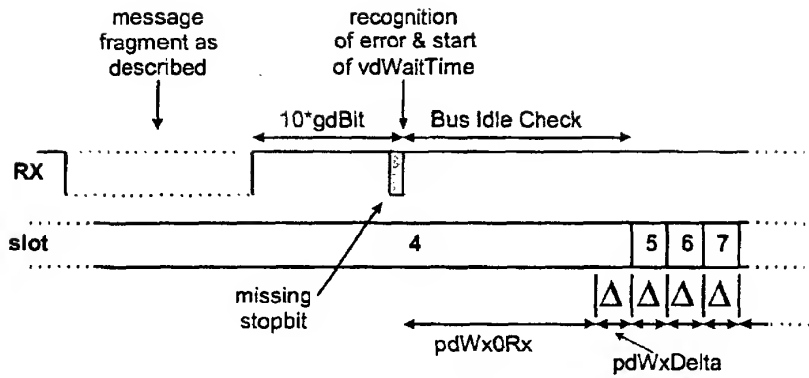 message
fragment as
described
recognition
of error & start
of vdWaitTime
10*gdBit
Bus Idle Check
RX
slot
4
5
6
7
missing
stopbit
Δ
Δ
Δ
Δ
pdWx0Rx
pdWxDelta